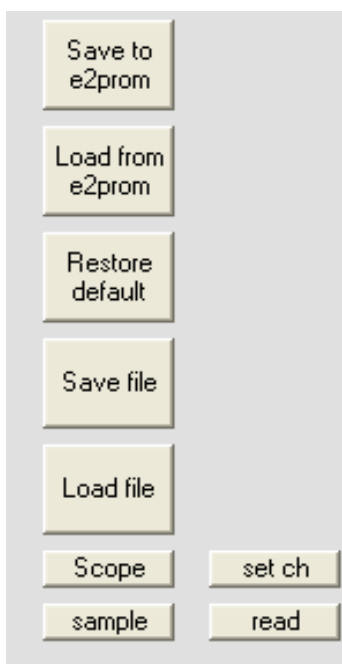 Save to
e2prom
Load from
e2prom
Restore
default
Save file
Load file
Scope
set ch
sample
read